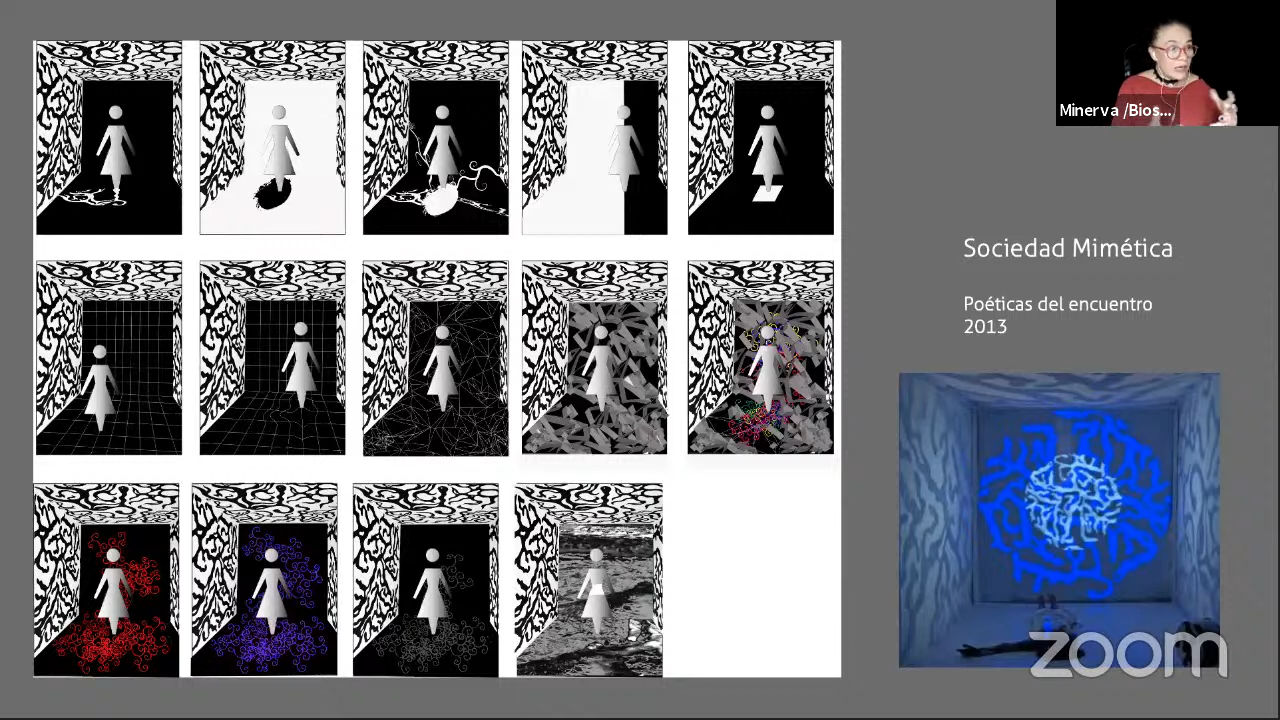 Minerva /Bios...
Sociedad Mimética
Poéticas del encuentro
2013
zoom